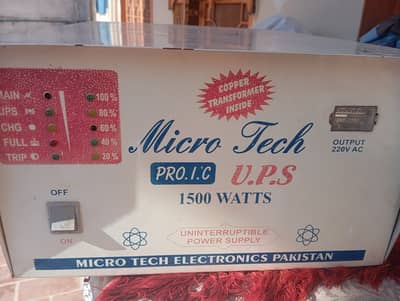 MAIN 100 %
UPS 80 %
CHG 60 %
FULL 40 %
TRIP 20 %
COPPER
TRANSFORMER
INSIDE
Micro Tech
PRO.I.C U.P.S
1500 WATTS
OUTPUT
220V AC
OFF
ON
UNINTERRUPTIBLE
POWER SUPPLY
MICRO TECH ELECTRONICS PAKISTAN